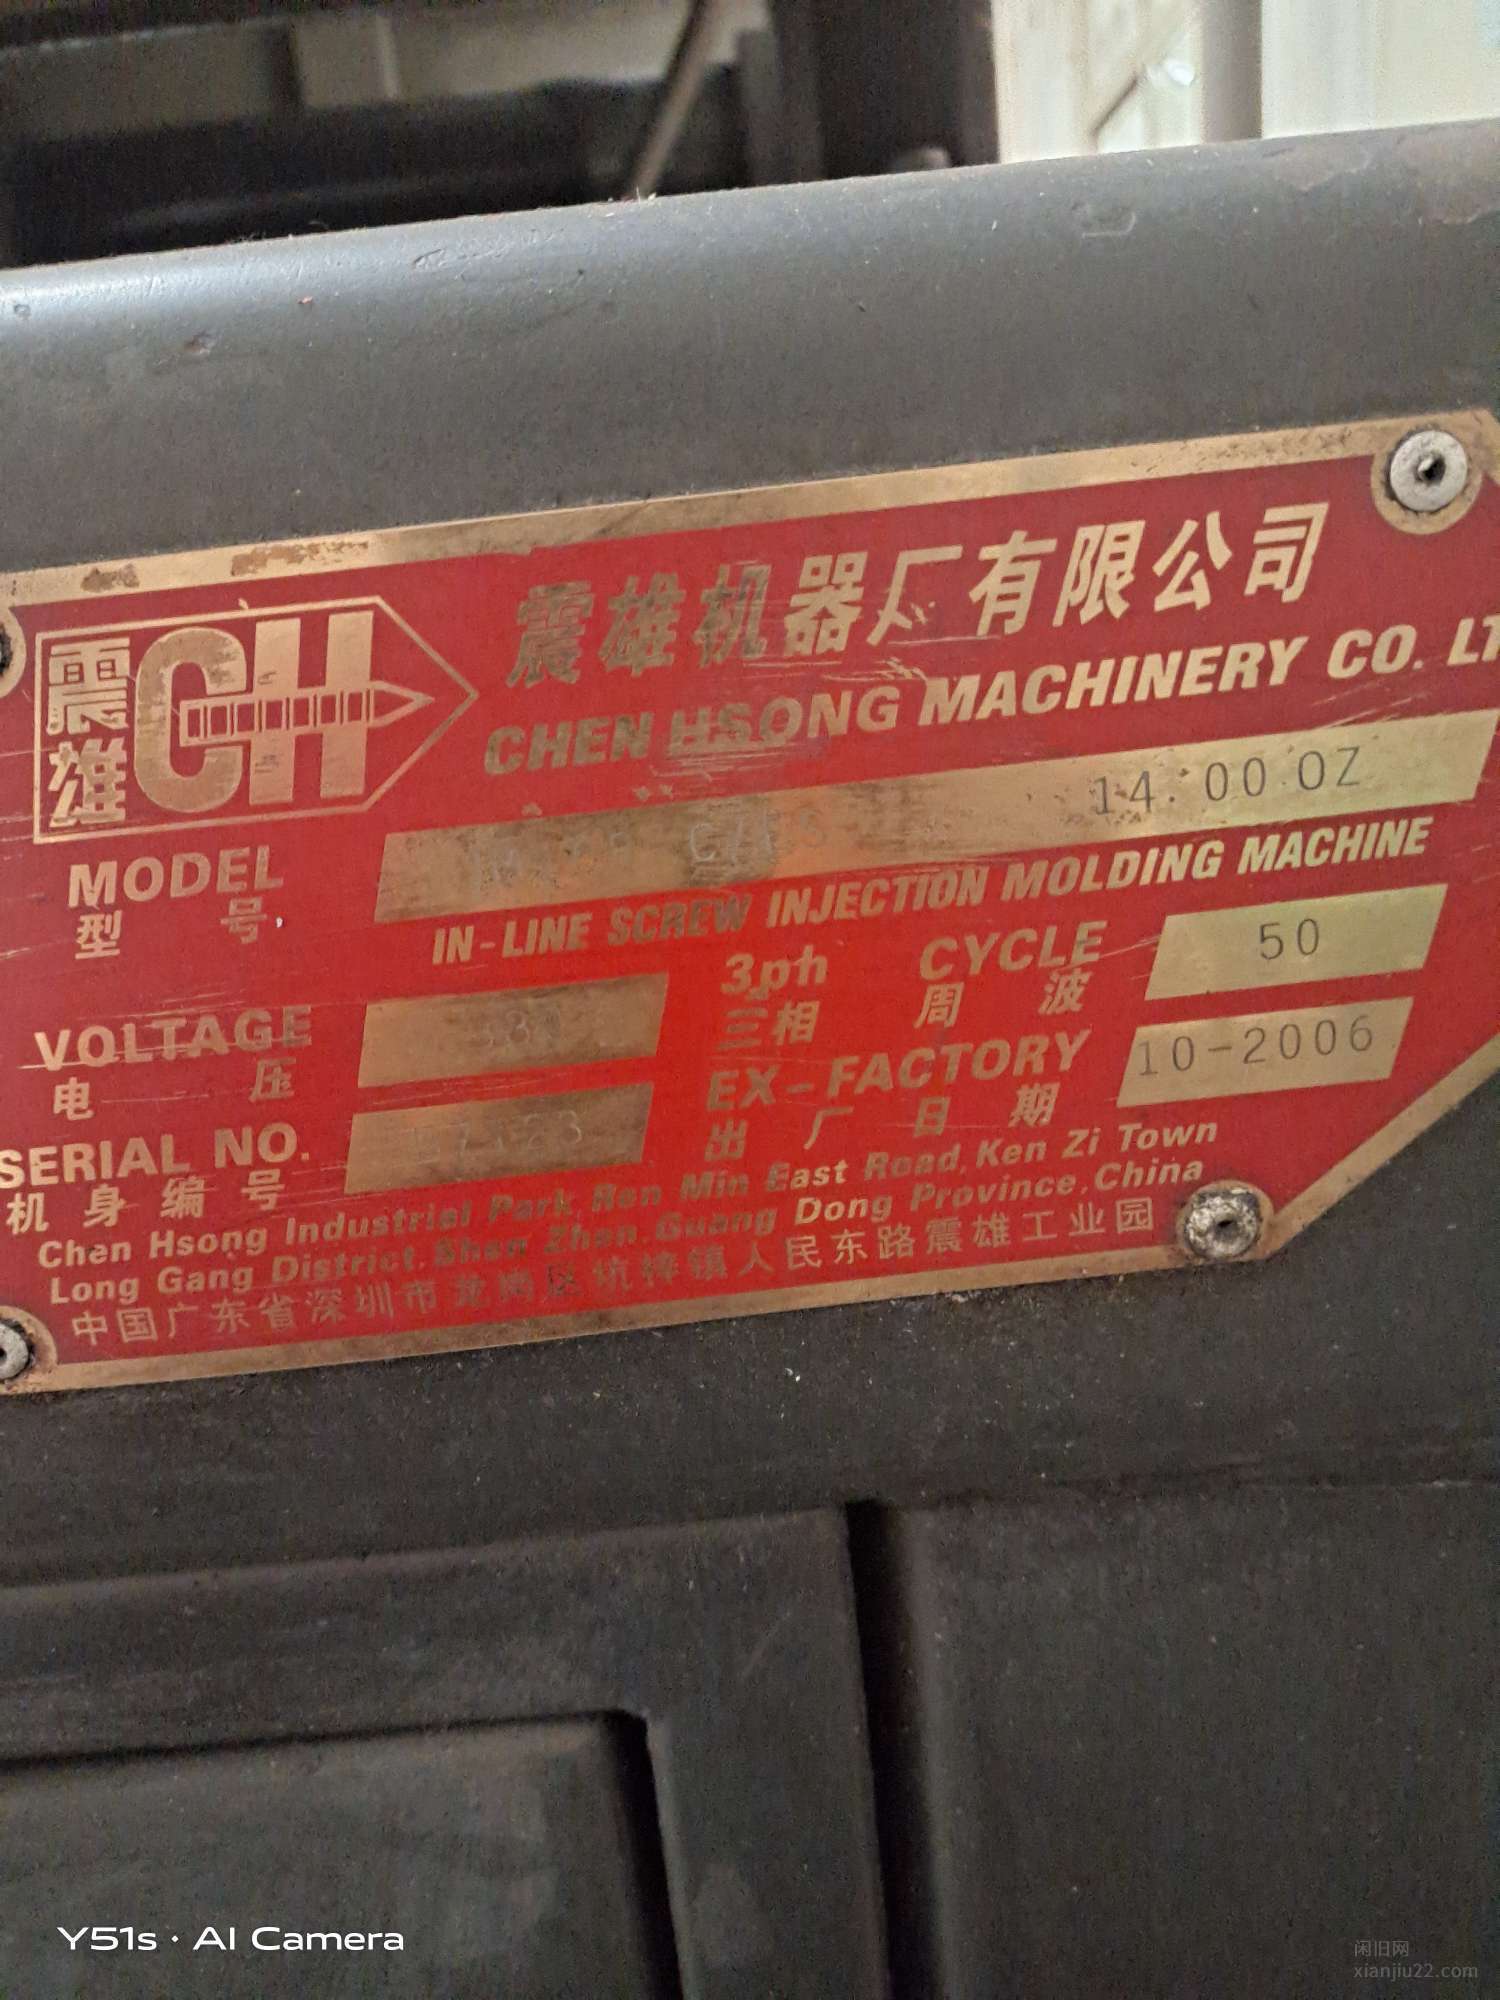 震雄 CH
震雄机器厂有限公司
CHEN HSONG MACHINERY CO. LT
MODEL 14.00 OZ
型号
IN-LINE SCREW INJECTION MOLDING MACHINE
VOLTAGE 3ph CYCLE 50
电压 三相 周波
SERIAL NO. EX-FACTORY 10-2006
机身编号 出厂日期
Chen Hsong Industrial Park, Ren Min East Road, Ken Zi Town
Long Gang District, Shen Zhen, Guang Dong Province, China
中国广东省深圳市龙岗区坑梓镇人民东路震雄工业园
Y51s · AI Camera
闲旧网
xianjiu22.com